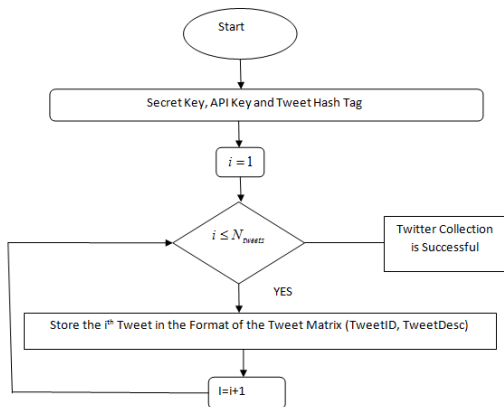 Start
Secret Key, API Key and Tweet Hash Tag
i = 1
i ≤ N_tweets
Twitter Collection
is Successful
YES
Store the iᵗʰ Tweet in the Format of the Tweet Matrix (TweetID, TweetDesc)
I=i+1